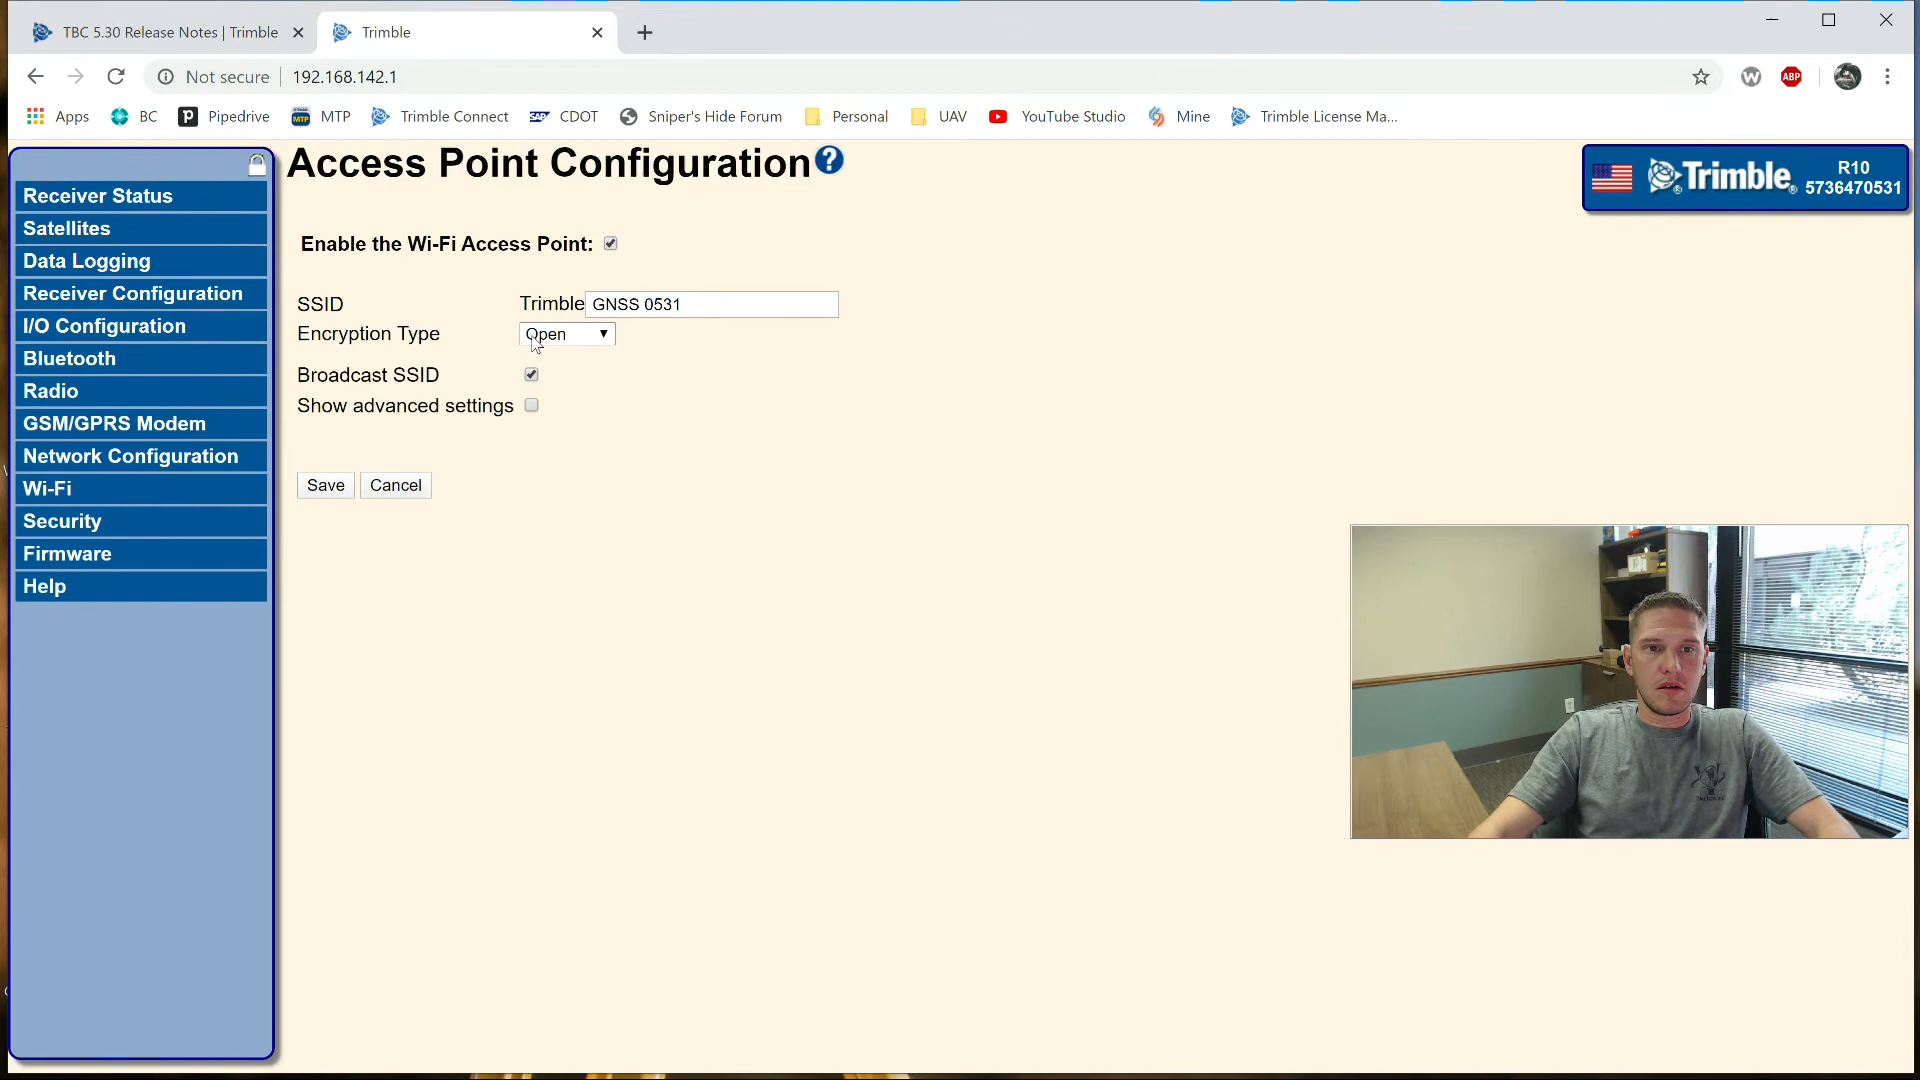 TBC 5.30 Release Notes | Trimble
Trimble
Not secure
192.168.142.1
W
ABP
Apps
BC
Pipedrive
MTP
MTP
Trimble Connect
SAP
CDOT
Sniper's Hide Forum
Personal
UAV
YouTube Studio
Mine
Trimble License Ma...
Access Point Configuration
Trimble
R10
5736470531
Receiver Status
Satellites
Data Logging
Receiver Configuration
I/O Configuration
Bluetooth
Radio
GSM/GPRS Modem
Network Configuration
Wi-Fi
Security
Firmware
Help
Enable the Wi-Fi Access Point:
SSID Trimble GNSS 0531
Encryption Type Open
Broadcast SSID
Show advanced settings
Save Cancel